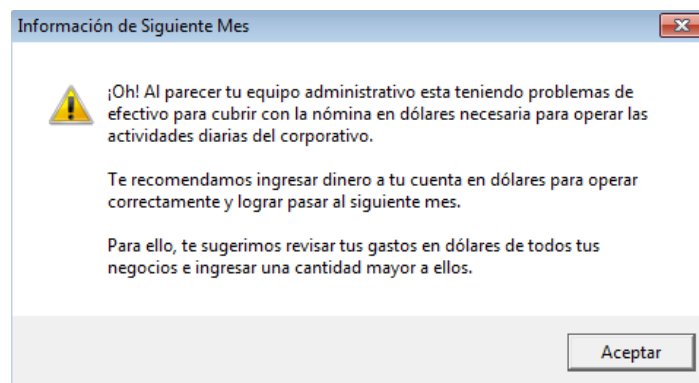 Información de Siguiente Mes
¡Oh! Al parecer tu equipo administrativo esta teniendo problemas de
efectivo para cubrir con la nómina en dólares necesaria para operar las
actividades diarias del corporativo.
Te recomendamos ingresar dinero a tu cuenta en dólares para operar
correctamente y lograr pasar al siguiente mes.
Para ello, te sugerimos revisar tus gastos en dólares de todos tus
negocios e ingresar una cantidad mayor a ellos.
Aceptar